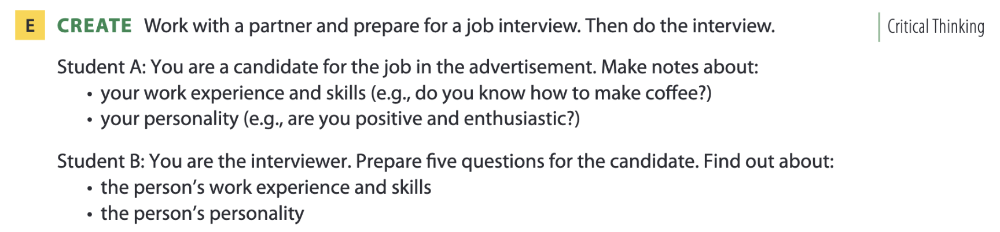 E CREATE Work with a partner and prepare for a job interview. Then do the interview.
Critical Thinking
Student A: You are a candidate for the job in the advertisement. Make notes about:
• your work experience and skills (e.g., do you know how to make coffee?)
• your personality (e.g., are you positive and enthusiastic?)
Student B: You are the interviewer. Prepare five questions for the candidate. Find out about:
• the person’s work experience and skills
• the person’s personality